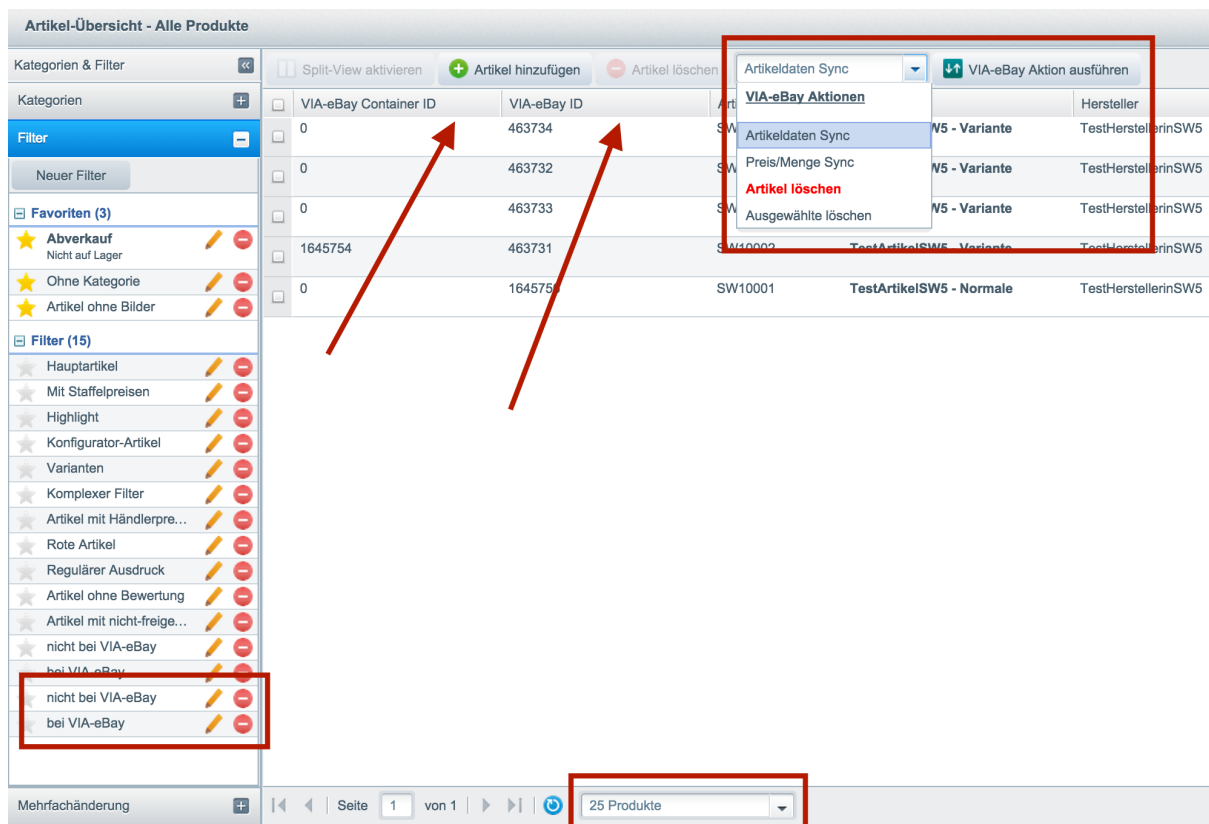 Artikel-Übersicht - Alle Produkte
Kategorien & Filter
Kategorien
Filter
Neuer Filter
Favoriten (3)
Abverkauf
Nicht auf Lager
Ohne Kategorie
Artikel ohne Bilder
Filter (15)
Hauptartikel
Mit Staffelpreisen
Highlight
Konfigurator-Artikel
Varianten
Komplexer Filter
Artikel mit Händlerpre...
Rote Artikel
Regulärer Ausdruck
Artikel ohne Bewertung
Artikel mit nicht-freige...
nicht bei VIA-eBay
bei VIA-eBay
nicht bei VIA-eBay
bei VIA-eBay
Mehrfachänderung
Split-View aktivieren Artikel hinzufügen Artikel löschen Artikeldaten Sync VIA-eBay Aktion ausführen
VIA-eBay Aktionen
Artikeldaten Sync
Preis/Menge Sync
Artikel löschen
Ausgewählte löschen
VIA-eBay Container ID VIA-eBay ID Hersteller
0 463734 - Variante TestHerstellerinSW5
0 463732 - Variante TestHerstellerinSW5
0 463733 - Variante TestHerstellerinSW5
1645754 463731 SW10002 TestArtikelSW5 - Variante TestHerstellerinSW5
0 SW10001 TestArtikelSW5 - Normale TestHerstellerinSW5
Seite 1 von 1 25 Produkte